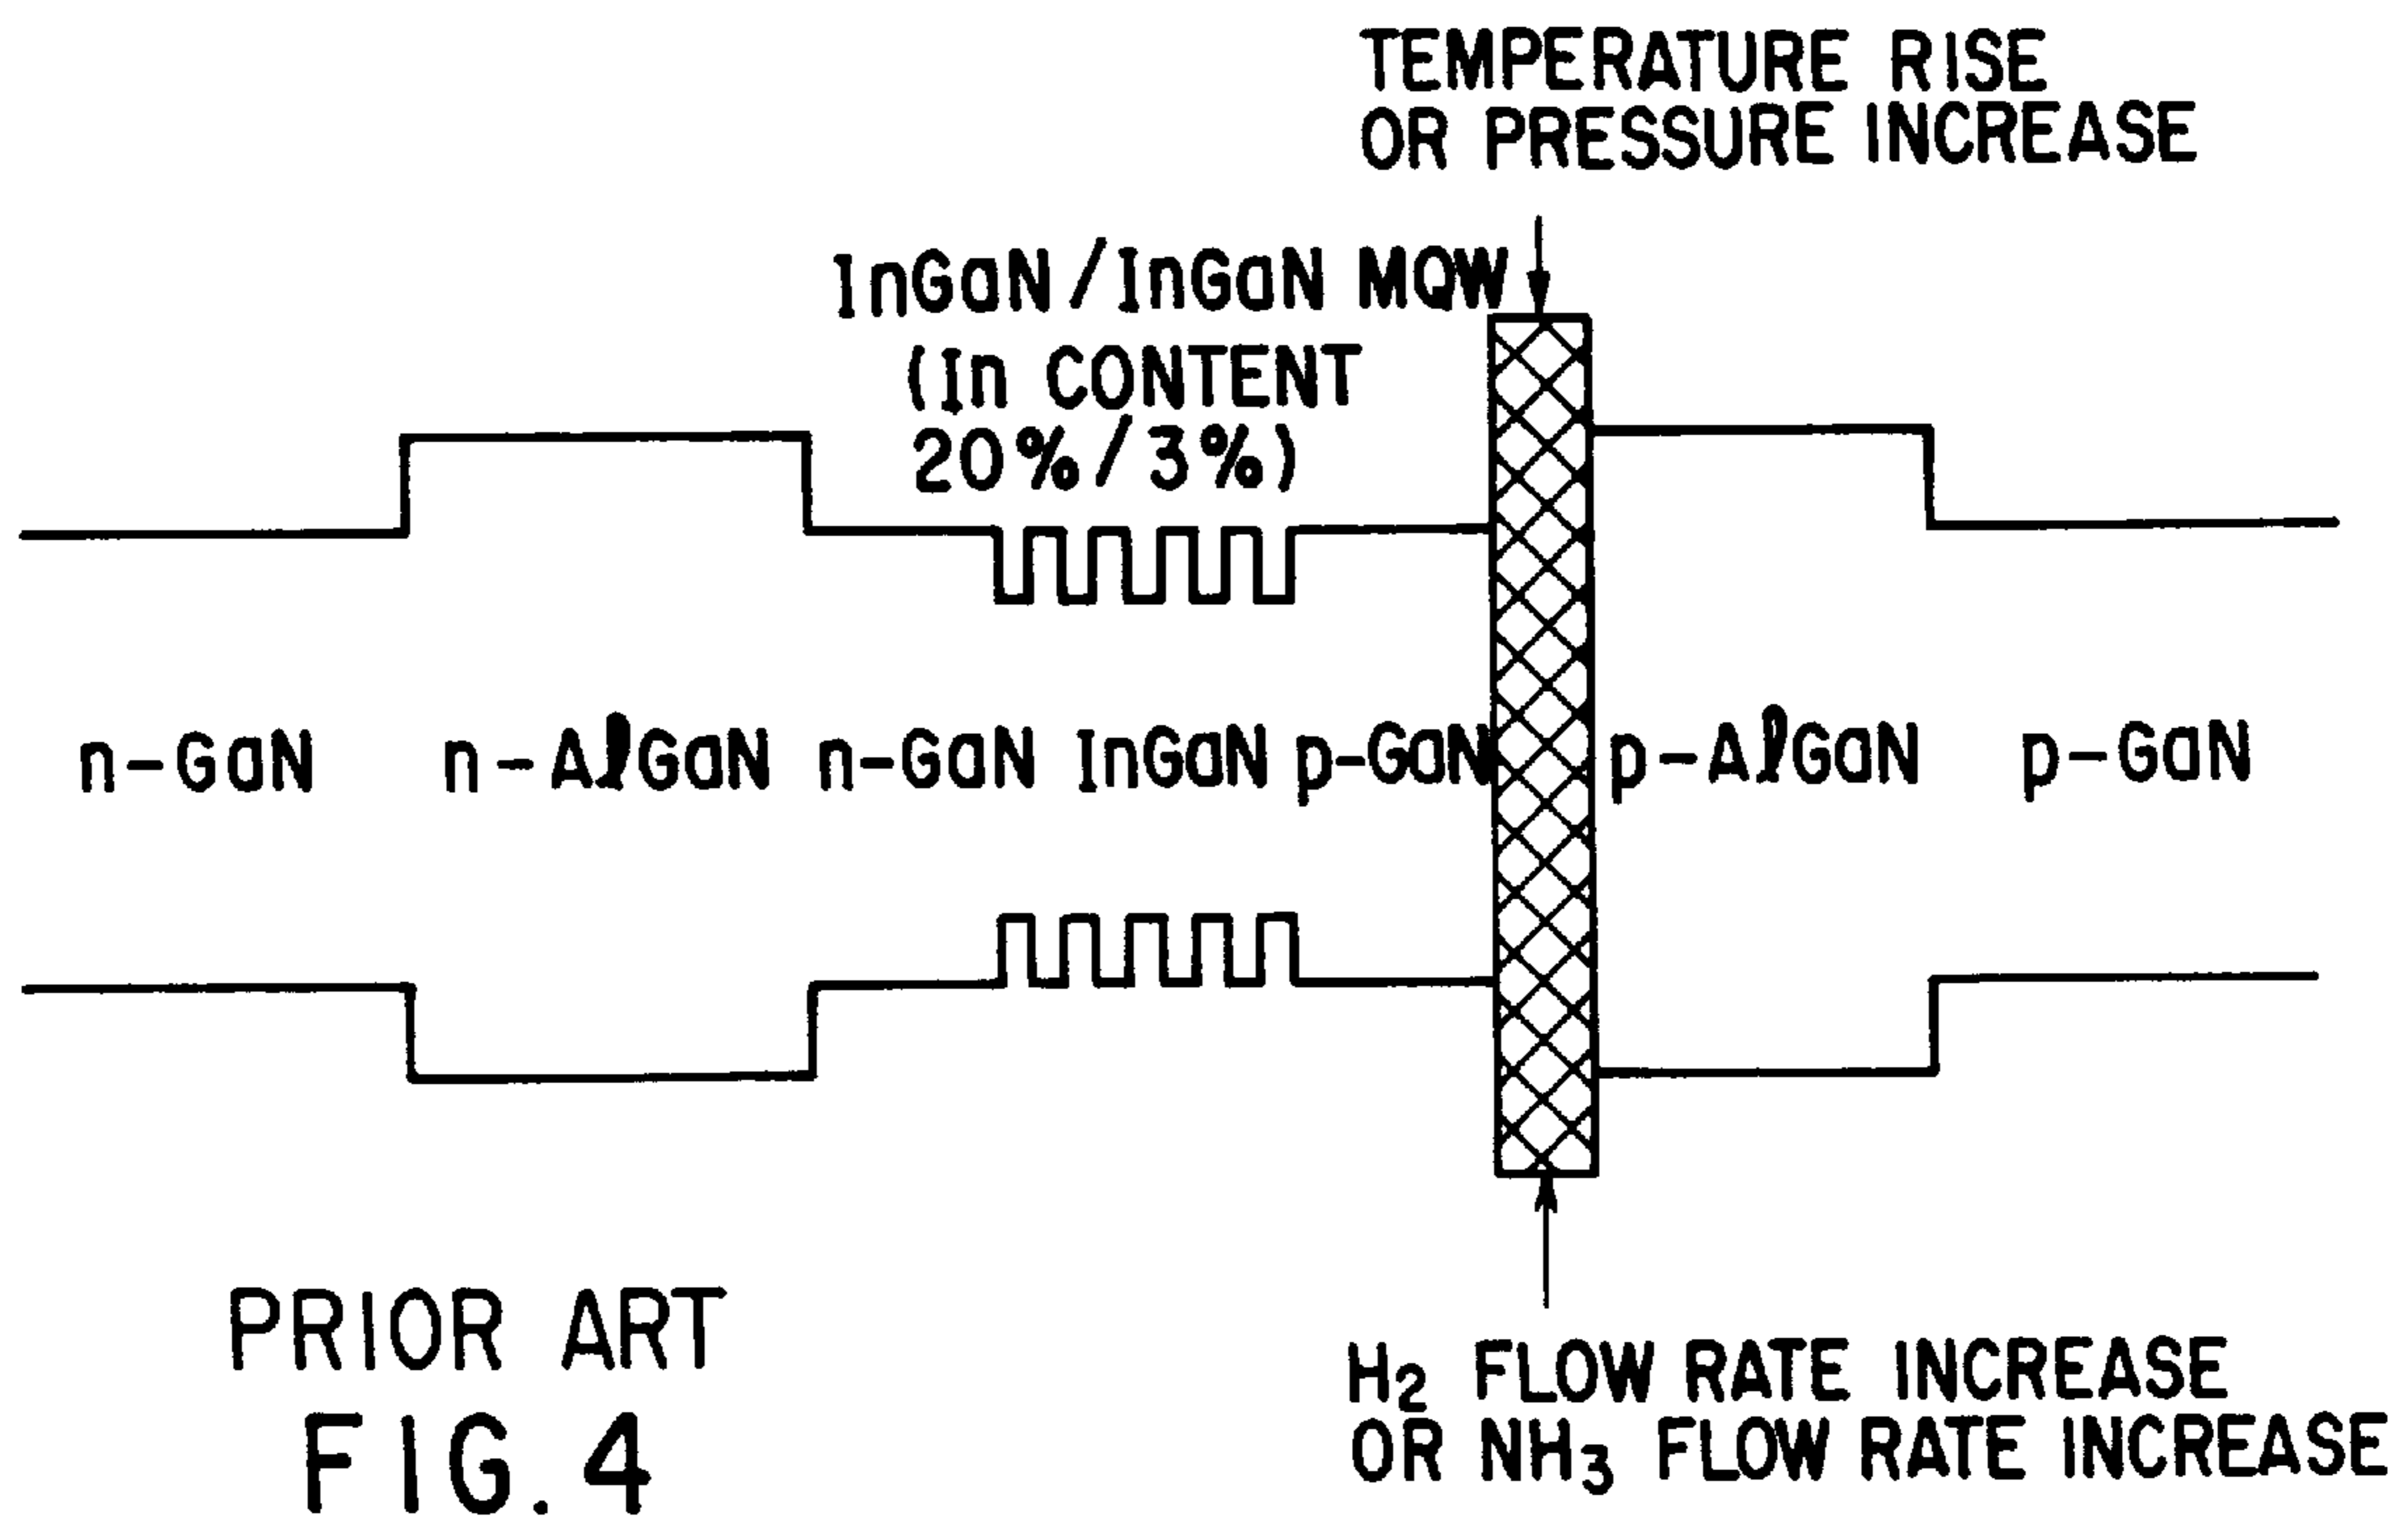 TEMPERATURE RISE
OR PRESSURE INCREASE
InGaN/InGaN MQW
(In CONTENT
20%/3%)
n-GaN n-AlGaN n-GaN InGaN p-GaN p-AlGaN p-GaN
PRIOR ART
FIG.4
H2 FLOW RATE INCREASE
OR NH3 FLOW RATE INCREASE